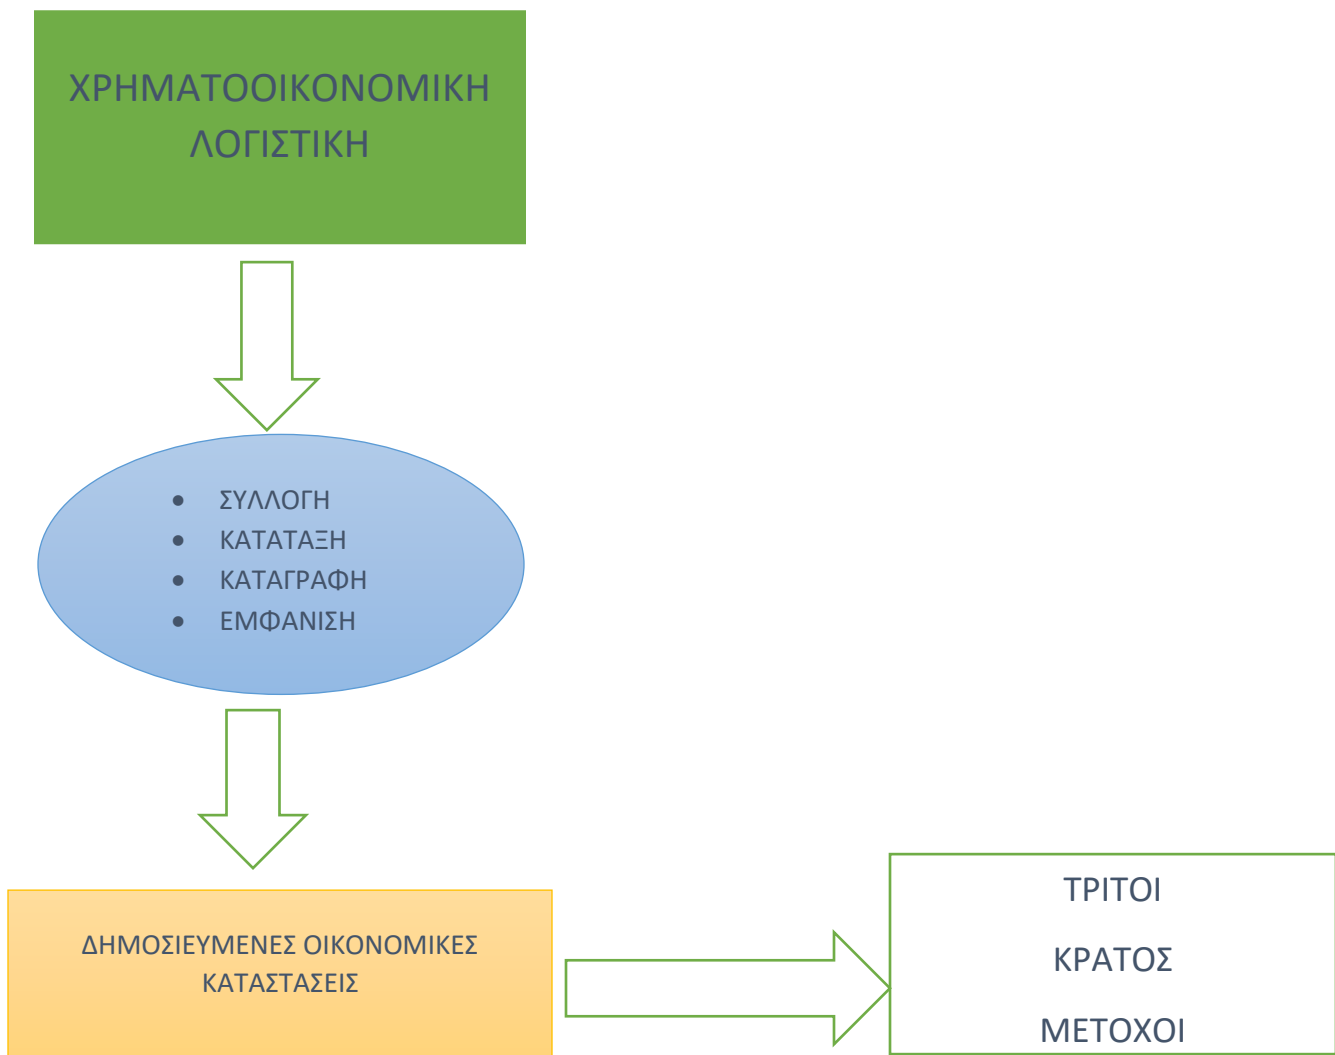 ΧΡΗΜΑΤΟΟΙΚΟΝΟΜΙΚΗ
ΛΟΓΙΣΤΙΚΗ
• ΣΥΛΛΟΓΗ
• ΚΑΤΑΤΑΞΗ
• ΚΑΤΑΓΡΑΦΗ
• ΕΜΦΑΝΙΣΗ
ΔΗΜΟΣΙΕΥΜΕΝΕΣ ΟΙΚΟΝΟΜΙΚΕΣ
ΚΑΤΑΣΤΑΣΕΙΣ
ΤΡΙΤΟΙ
ΚΡΑΤΟΣ
ΜΕΤΟΧΟΙ